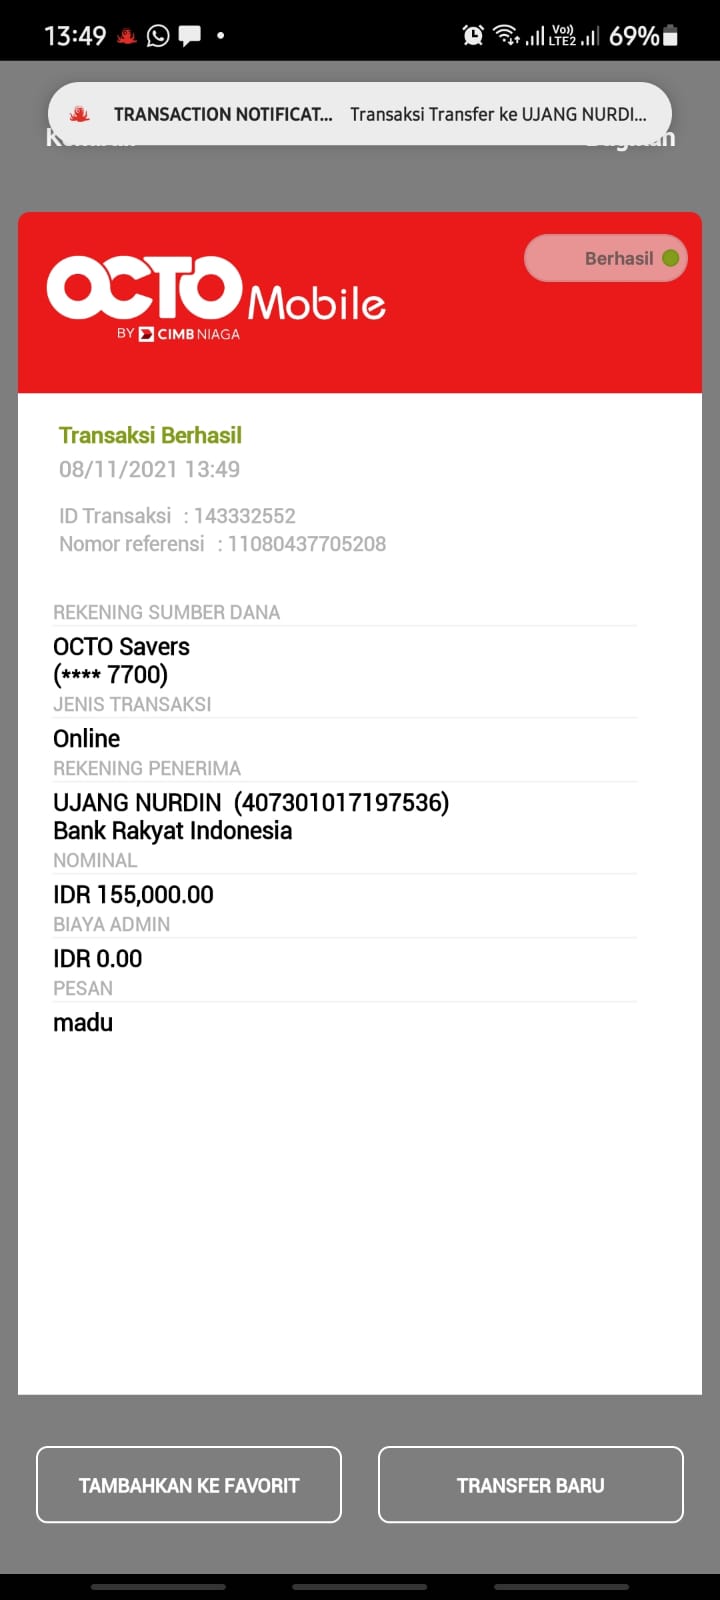 13:49 Vo)) LTE2 69%
TRANSACTION NOTIFICAT... Transaksi Transfer ke UJANG NURDI...
OCTO Mobile
BY CIMB NIAGA
Berhasil
Transaksi Berhasil
08/11/2021 13:49
ID Transaksi : 143332552
Nomor referensi : 11080437705208
REKENING SUMBER DANA
OCTO Savers
(**** 7700)
JENIS TRANSAKSI
Online
REKENING PENERIMA
UJANG NURDIN (407301017197536)
Bank Rakyat Indonesia
NOMINAL
IDR 155,000.00
BIAYA ADMIN
IDR 0.00
PESAN
madu
TAMBAHKAN KE FAVORIT
TRANSFER BARU